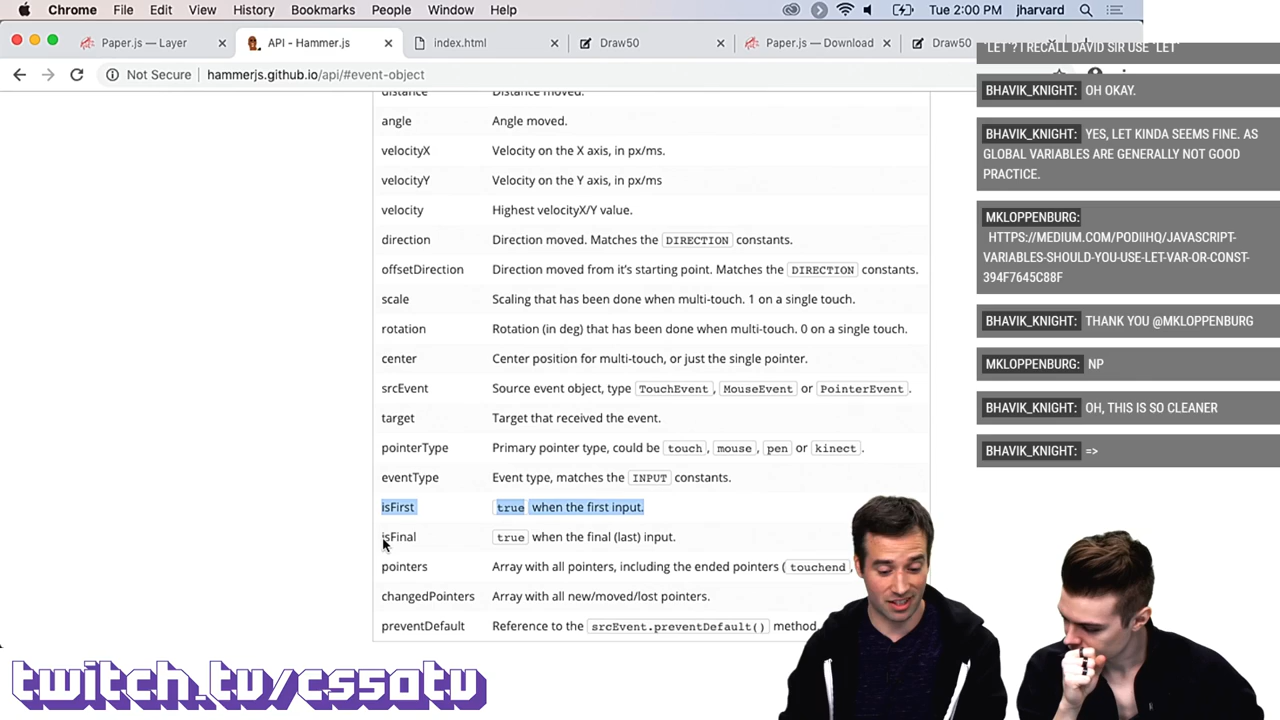 Chrome File Edit View History Bookmarks People Window Help Tue 2:00 PM jharvard
Paper.js — Layer API - Hammer.js index.html Draw50 Paper.js — Download Draw50
Not Secure hammerjs.github.io/api/#event-object
distance Distance moved.
angle Angle moved.
velocityX Velocity on the X axis, in px/ms.
velocityY Velocity on the Y axis, in px/ms
velocity Highest velocityX/Y value.
direction Direction moved. Matches the DIRECTION constants.
offsetDirection Direction moved from it's starting point. Matches the DIRECTION constants.
scale Scaling that has been done when multi-touch. 1 on a single touch.
rotation Rotation (in deg) that has been done when multi-touch. 0 on a single touch.
center Center position for multi-touch, or just the single pointer.
srcEvent Source event object, type TouchEvent, MouseEvent or PointerEvent.
target Target that received the event.
pointerType Primary pointer type, could be touch, mouse, pen or kinect.
eventType Event type, matches the INPUT constants.
isFirst true when the first input.
isFinal true when the final (last) input.
pointers Array with all pointers, including the ended pointers ( touchend,
changedPointers Array with all new/moved/lost pointers.
preventDefault Reference to the srcEvent.preventDefault() method.
"LET"? I RECALL DAVID SIR USE "LET"
BHAVIK_KNIGHT: OH OKAY.
BHAVIK_KNIGHT: YES, LET KINDA SEEMS FINE. AS
GLOBAL VARIABLES ARE GENERALLY NOT GOOD
PRACTICE.
MKLOPPENBURG:
HTTPS://MEDIUM.COM/PODIIHQ/JAVASCRIPT-
VARIABLES-SHOULD-YOU-USE-LET-VAR-OR-CONST-
394F7645C88F
BHAVIK_KNIGHT: THANK YOU @MKLOPPENBURG
MKLOPPENBURG: NP
BHAVIK_KNIGHT: OH, THIS IS SO CLEANER
BHAVIK_KNIGHT: =>
twitch.tv/cs50tv